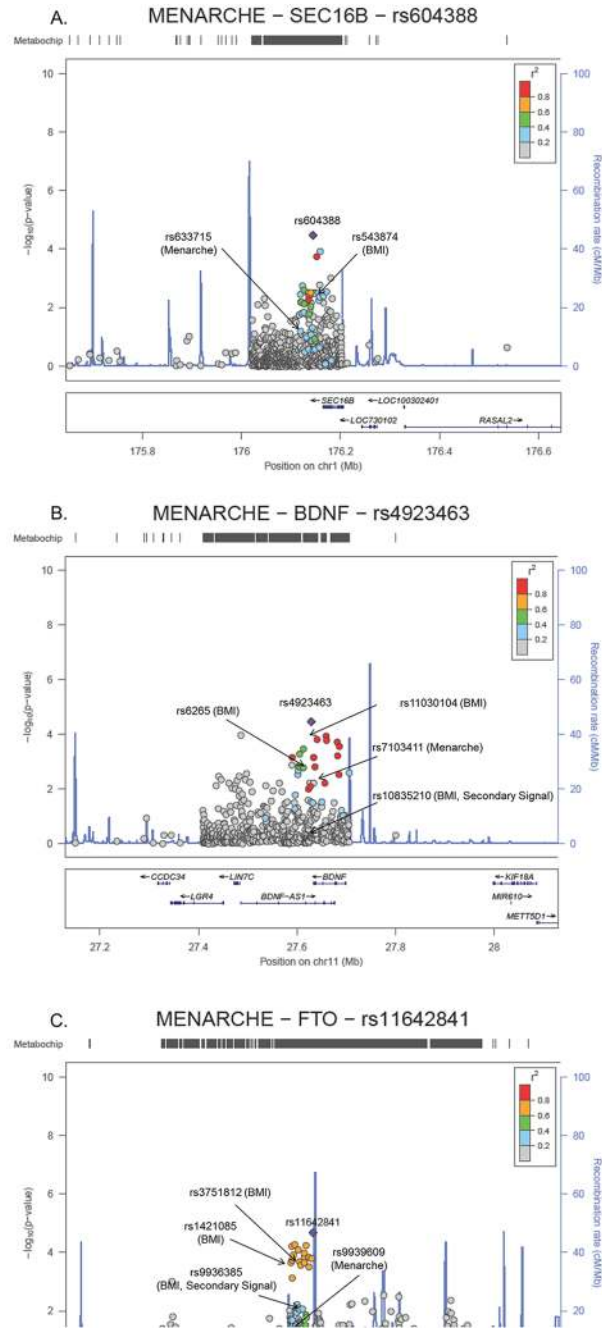 A.
MENARCHE – SEC16B – rs604388
Metabochip
10
8
6
4
2
0
100
80
60
40
20
0
−log10(p−value)
Recombination rate (cM/Mb)
r2
0.8
0.6
0.4
0.2
rs604388
rs633715
(Menarche)
rs543874
(BMI)
SEC16B
LOC100302401
LOC730102
RASAL2
175.8
176
176.2
176.4
176.6
Position on chr1 (Mb)
B.
MENARCHE – BDNF – rs4923463
Metabochip
10
8
6
4
2
0
100
80
60
40
20
0
−log10(p−value)
Recombination rate (cM/Mb)
r2
0.8
0.6
0.4
0.2
rs4923463
rs11030104 (BMI)
rs6265 (BMI)
rs7103411 (Menarche)
rs10835210 (BMI, Secondary Signal)
CCDC34
LIN7C
BDNF
KIF18A
LGR4
BDNF−AS1
MIR610
METT5D1
27.2
27.4
27.6
27.8
28
Position on chr11 (Mb)
C.
MENARCHE – FTO – rs11642841
Metabochip
10
8
6
4
2
100
80
60
40
20
−log10(p−value)
Recombination rate (cM/Mb)
r2
0.8
0.6
0.4
0.2
rs3751812 (BMI)
rs1421085
(BMI)
rs11642841
rs9939609
(Menarche)
rs9936385
(BMI, Secondary Signal)